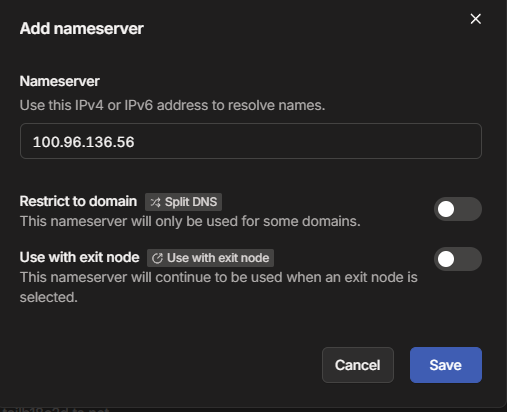 Add nameserver
Nameserver
Use this IPv4 or IPv6 address to resolve names.
100.96.136.56
Restrict to domain Split DNS
This nameserver will only be used for some domains.
Use with exit node Use with exit node
This nameserver will continue to be used when an exit node is
selected.
Cancel Save